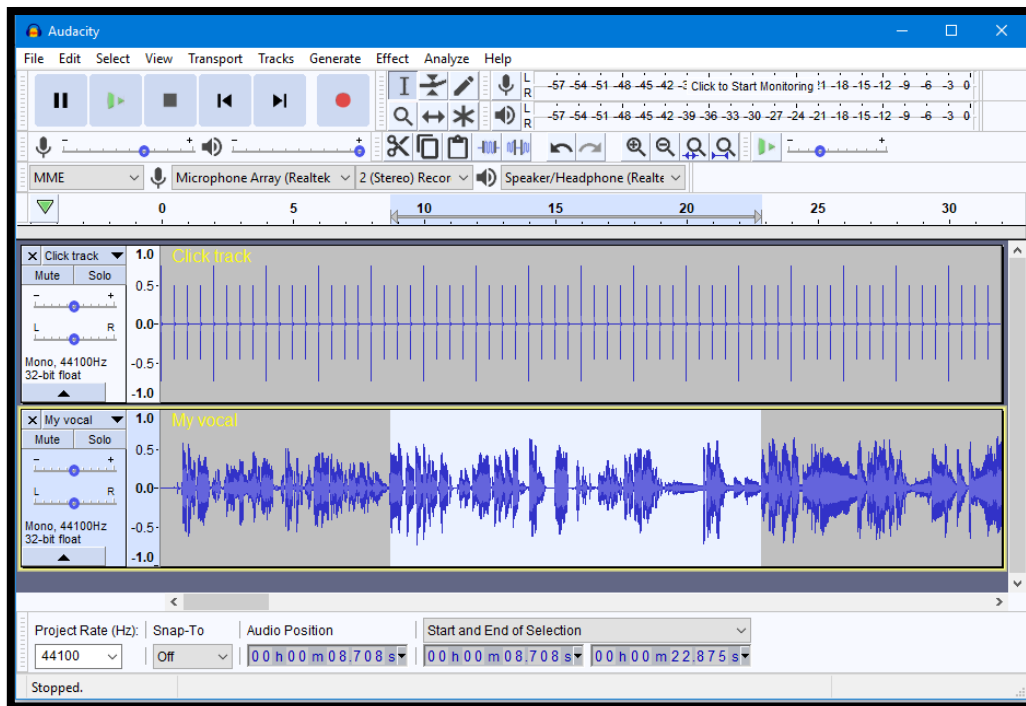 Audacity
File Edit Select View Transport Tracks Generate Effect Analyze Help
L
R
-57 -54 -51 -48 -45 -42 Click to Start Monitoring -18 -15 -12 -9 -6 -3 0
L
R
-57 -54 -51 -48 -45 -42 -39 -36 -33 -30 -27 -24 -21 -18 -15 -12 -9 -6 -3 0
- +
- +
MME Microphone Array (Realtek 2 (Stereo) Recor Speaker/Headphone (Realte
0 5 10 15 20 25 30
Click track 1.0 Click track
Mute Solo
- + 0.5
L R 0.0
Mono, 44100Hz -0.5
32-bit float
-1.0
My vocal 1.0 My vocal
Mute Solo
- + 0.5
L R 0.0
Mono, 44100Hz -0.5
32-bit float
-1.0
Project Rate (Hz): Snap-To Audio Position Start and End of Selection
44100 Off 00 h 00 m 08.708 s 00 h 00 m 08.708 s 00 h 00 m 22.875 s
Stopped.